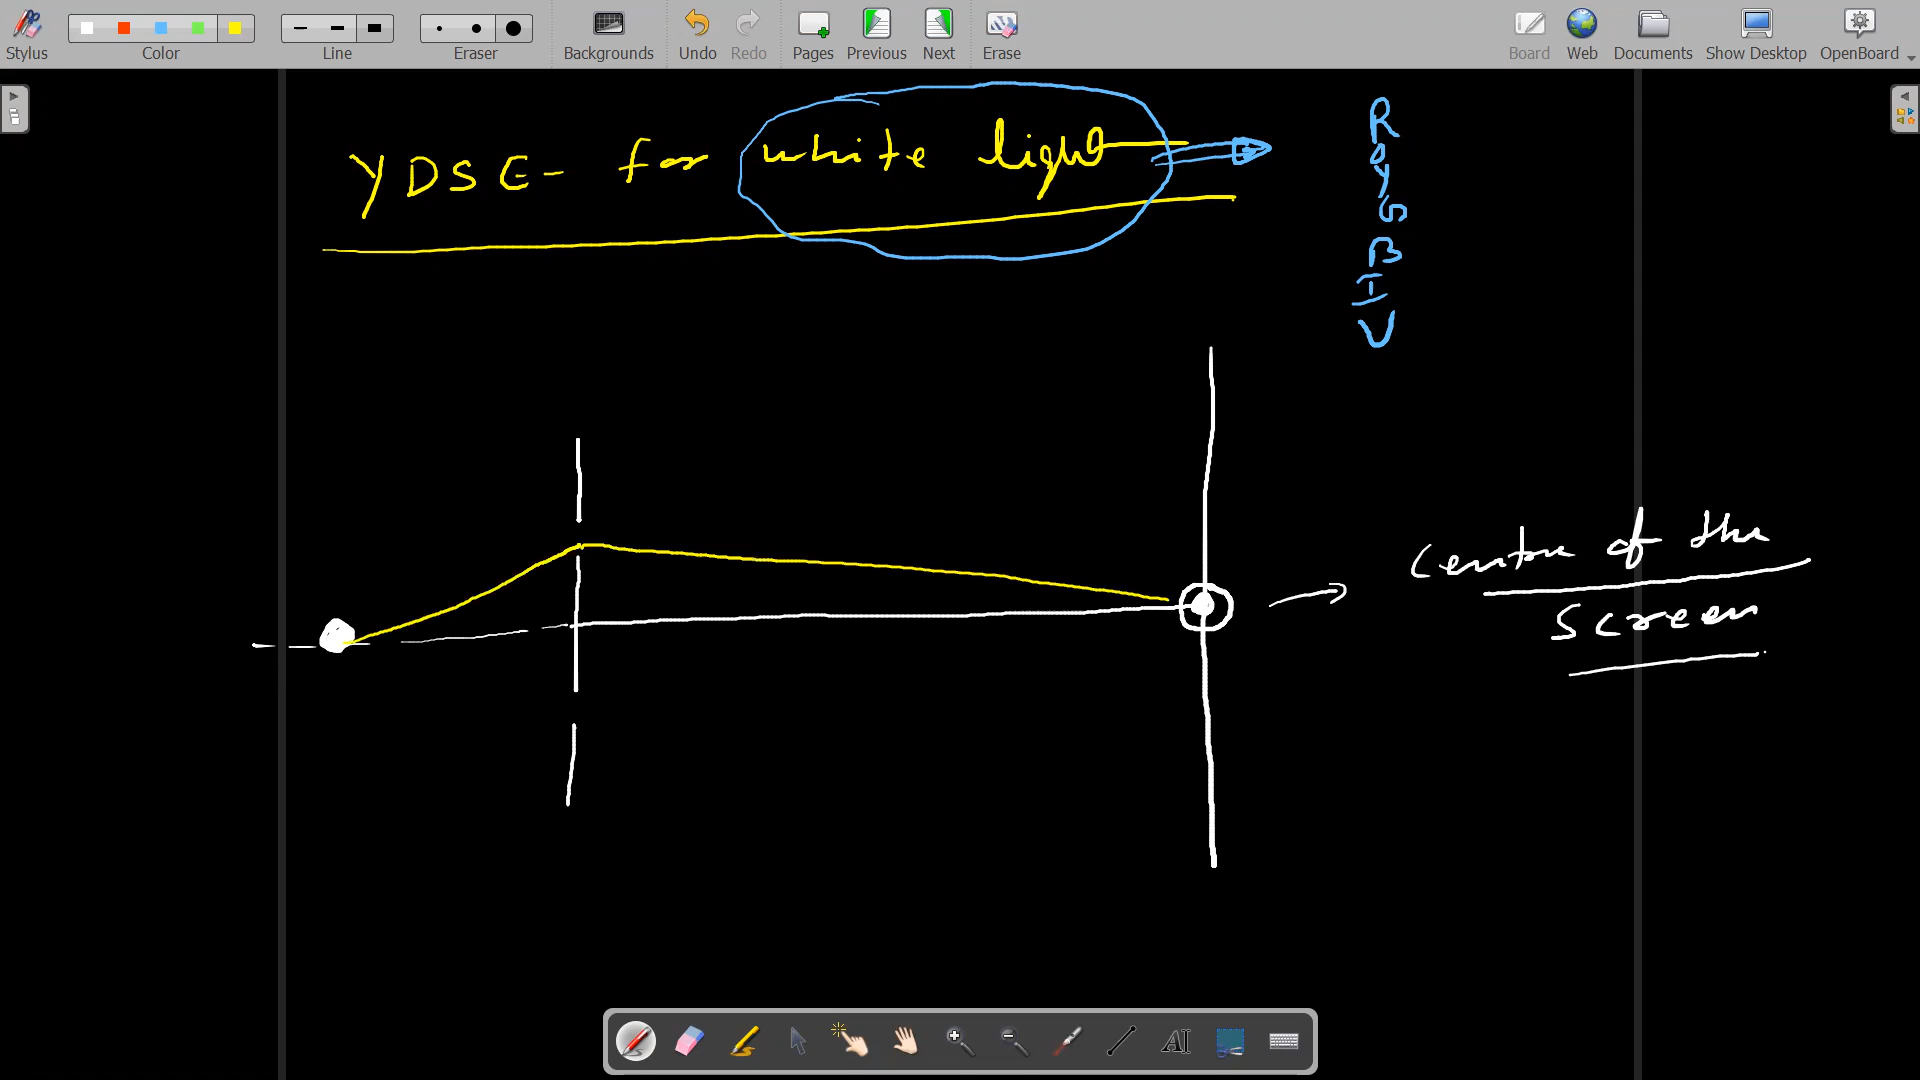 Stylus Color Line Eraser Backgrounds Undo Redo Pages Previous Next Erase Board Web Documents Show Desktop OpenBoard
YDSE- for white light
R
O
Y
G
B
I
V
Centre of the
Screen
AI